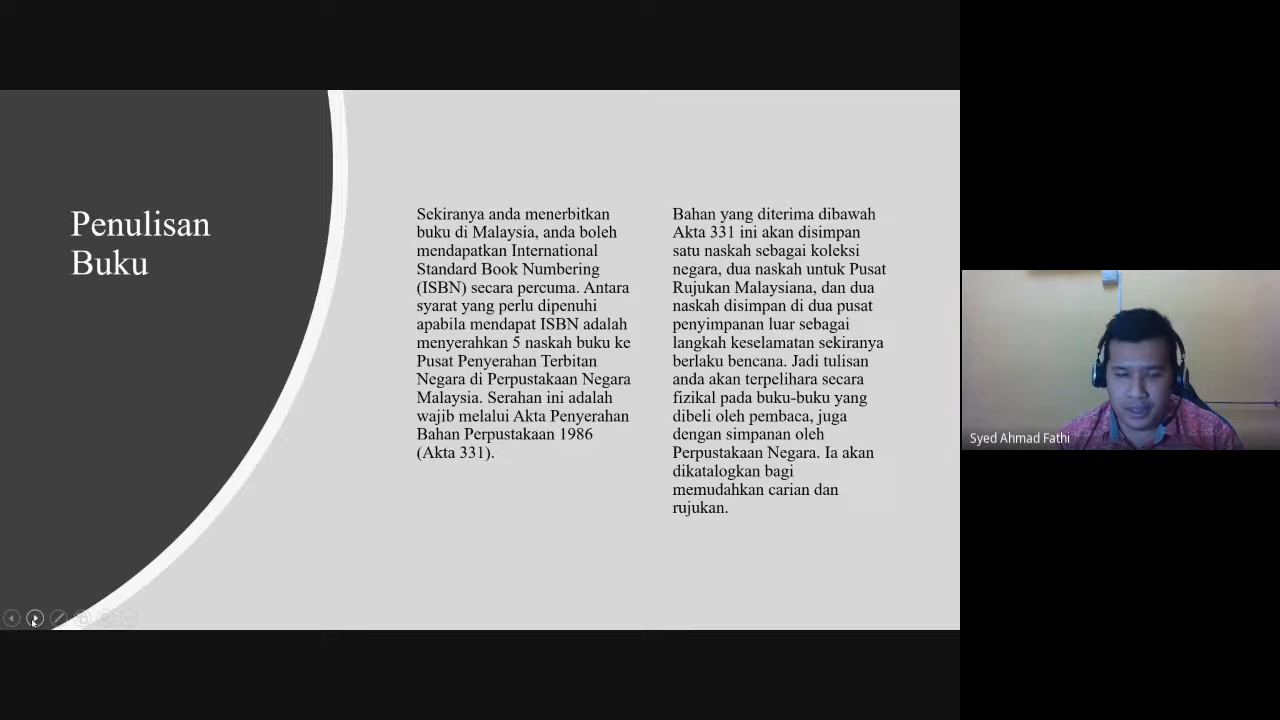 Penulisan
Buku
Sekiranya anda menerbitkan
buku di Malaysia, anda boleh
mendapatkan International
Standard Book Numbering
(ISBN) secara percuma. Antara
syarat yang perlu dipenuhi
apabila mendapat ISBN adalah
menyerahkan 5 naskah buku ke
Pusat Penyerahan Terbitan
Negara di Perpustakaan Negara
Malaysia. Serahan ini adalah
wajib melalui Akta Penyerahan
Bahan Perpustakaan 1986
(Akta 331).
Bahan yang diterima dibawah
Akta 331 ini akan disimpan
satu naskah sebagai koleksi
negara, dua naskah untuk Pusat
Rujukan Malaysiana, dan dua
naskah disimpan di dua pusat
penyimpanan luar sebagai
langkah keselamatan sekiranya
berlaku bencana. Jadi tulisan
anda akan terpelihara secara
fizikal pada buku-buku yang
dibeli oleh pembaca, juga
dengan simpanan oleh
Perpustakaan Negara. Ia akan
dikatalogkan bagi
memudahkan carian dan
rujukan.
Syed Ahmad Fathi